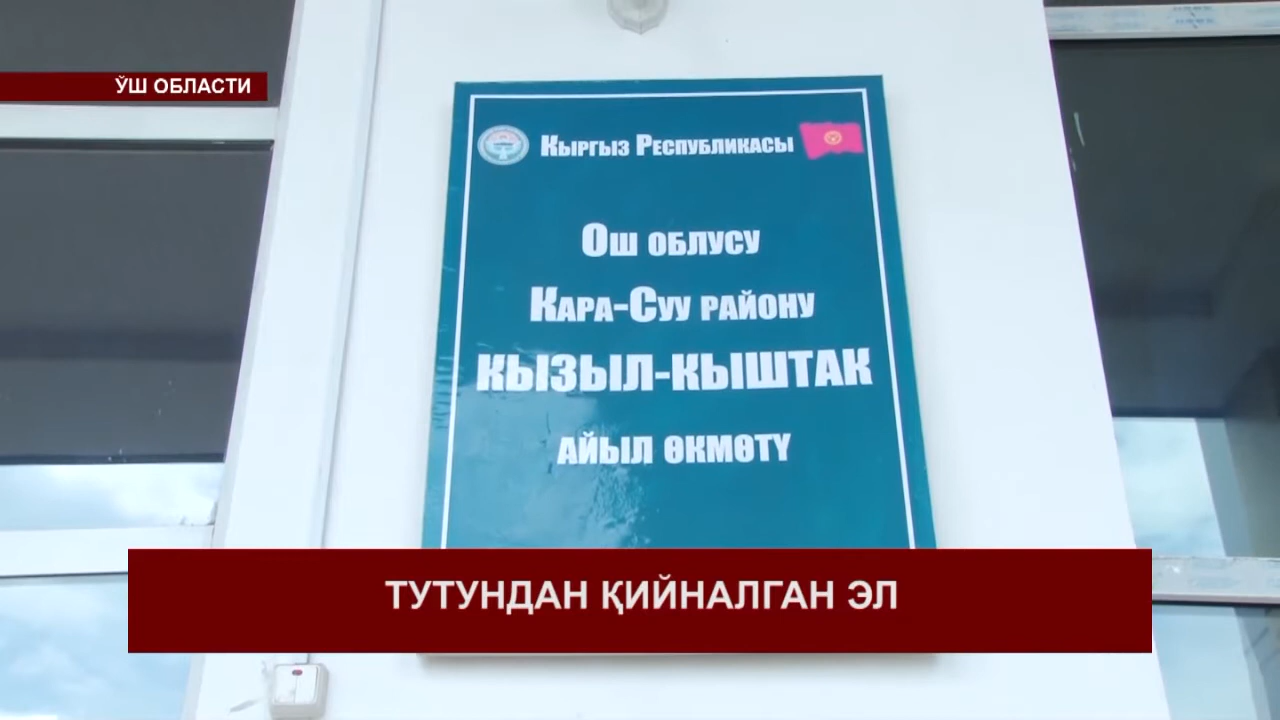 ЎШ ОБЛАСТИ
Кыргыз Республикасы
Ош облусу
Кара-Суу району
КЫЗЫЛ-КЫШТАК
айыл өкмөтү
ТУТУНДАН ҚИЙНАЛГАН ЭЛ